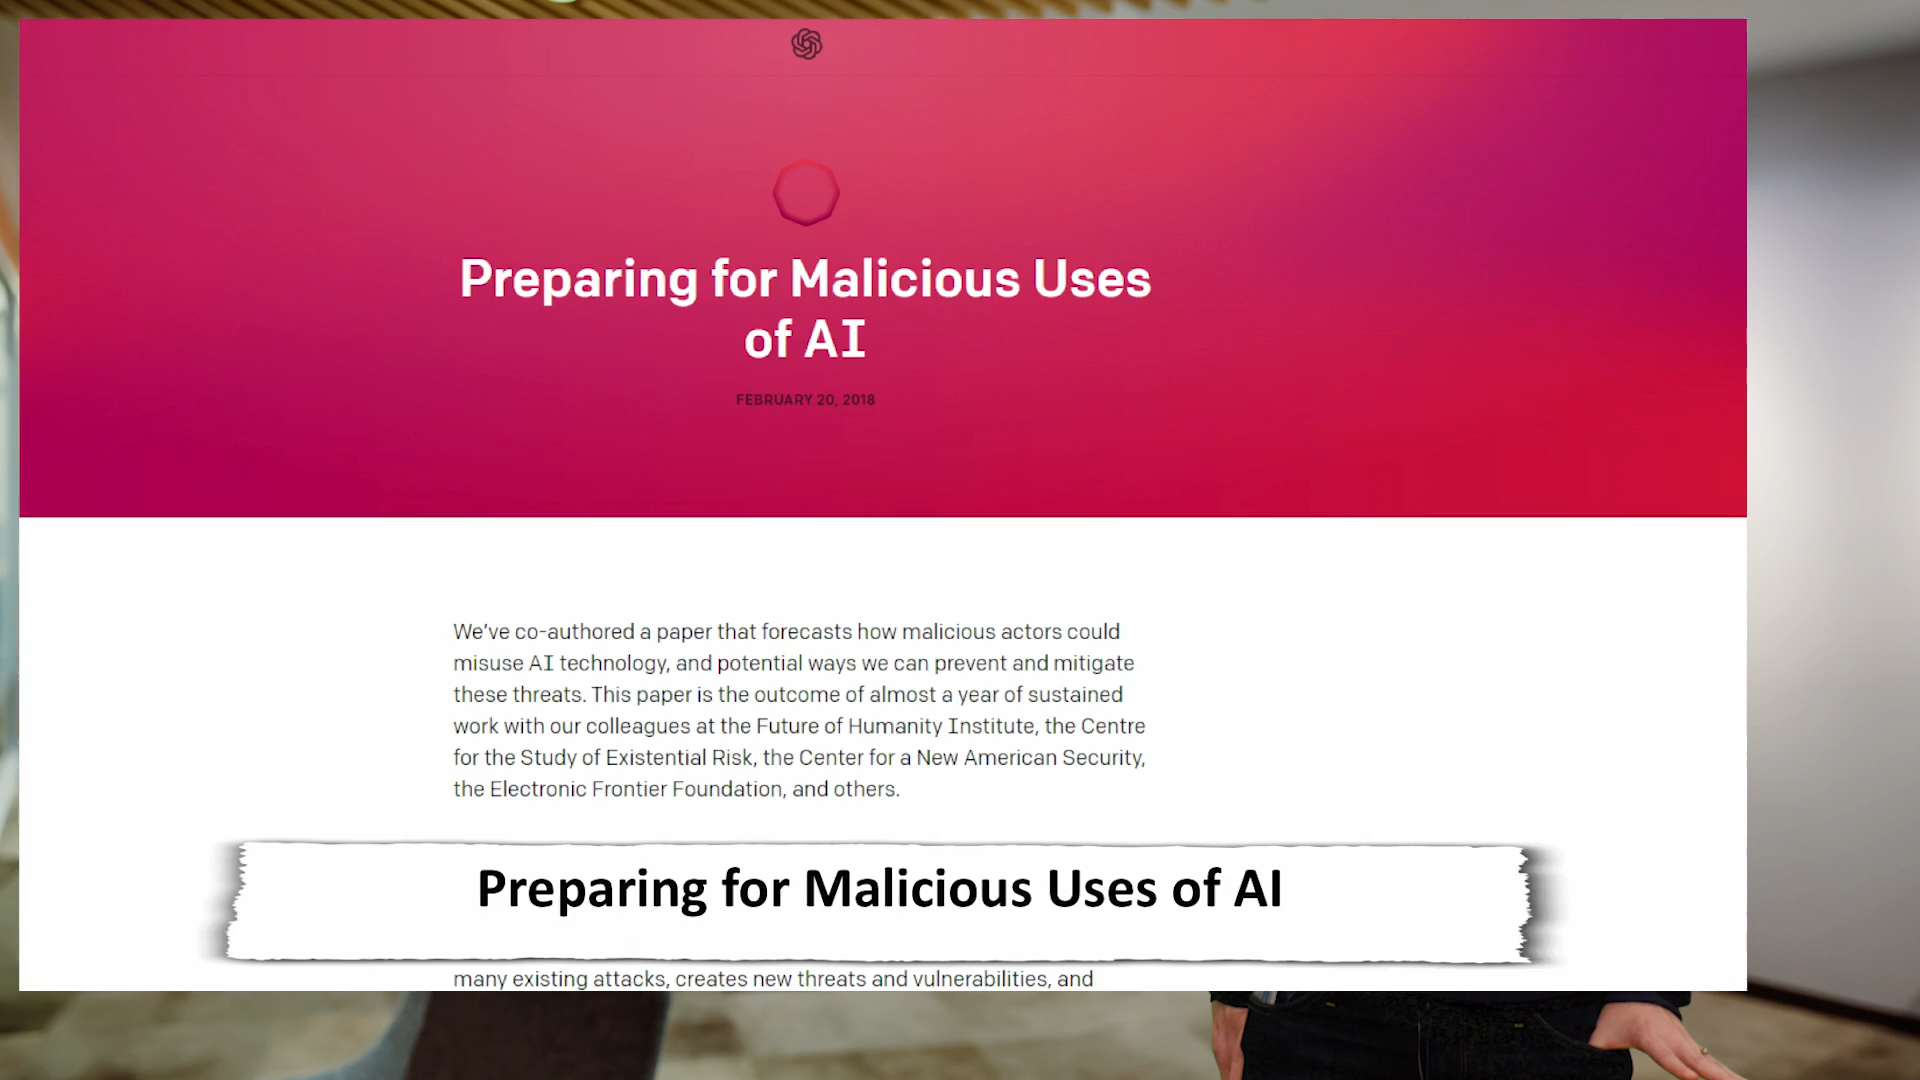 Preparing for Malicious Uses
of AI
FEBRUARY 20, 2018
We've co-authored a paper that forecasts how malicious actors could
misuse AI technology, and potential ways we can prevent and mitigate
these threats. This paper is the outcome of almost a year of sustained
work with our colleagues at the Future of Humanity Institute, the Centre
for the Study of Existential Risk, the Center for a New American Security,
the Electronic Frontier Foundation, and others.
Preparing for Malicious Uses of AI
many existing attacks, creates new threats and vulnerabilities, and